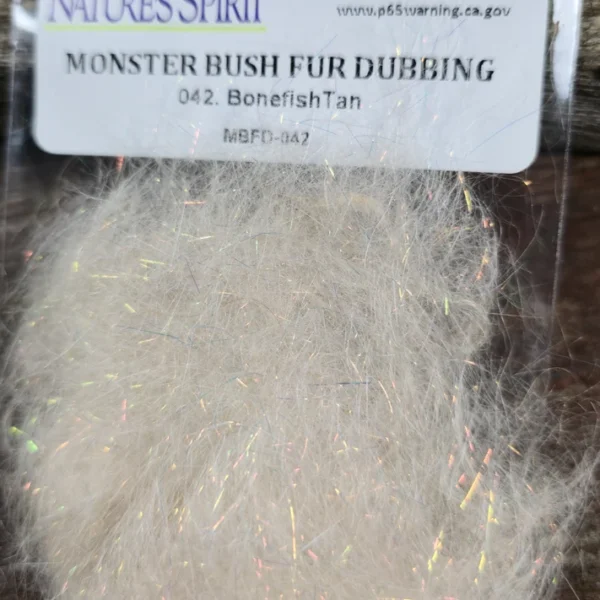 NATURES SPIRIT
www.p65warning.ca.gov
MONSTER BUSH FUR DUBBING
042. BonefishTan
MBFD-042